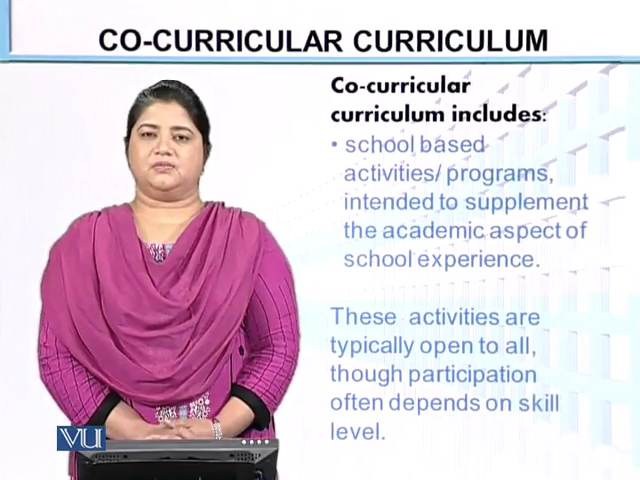 CO-CURRICULAR CURRICULUM
Co-curricular
curriculum includes:
• school based
activities/ programs,
intended to supplement
the academic aspect of
school experience.
These activities are
typically open to all,
though participation
often depends on skill
level.
VU